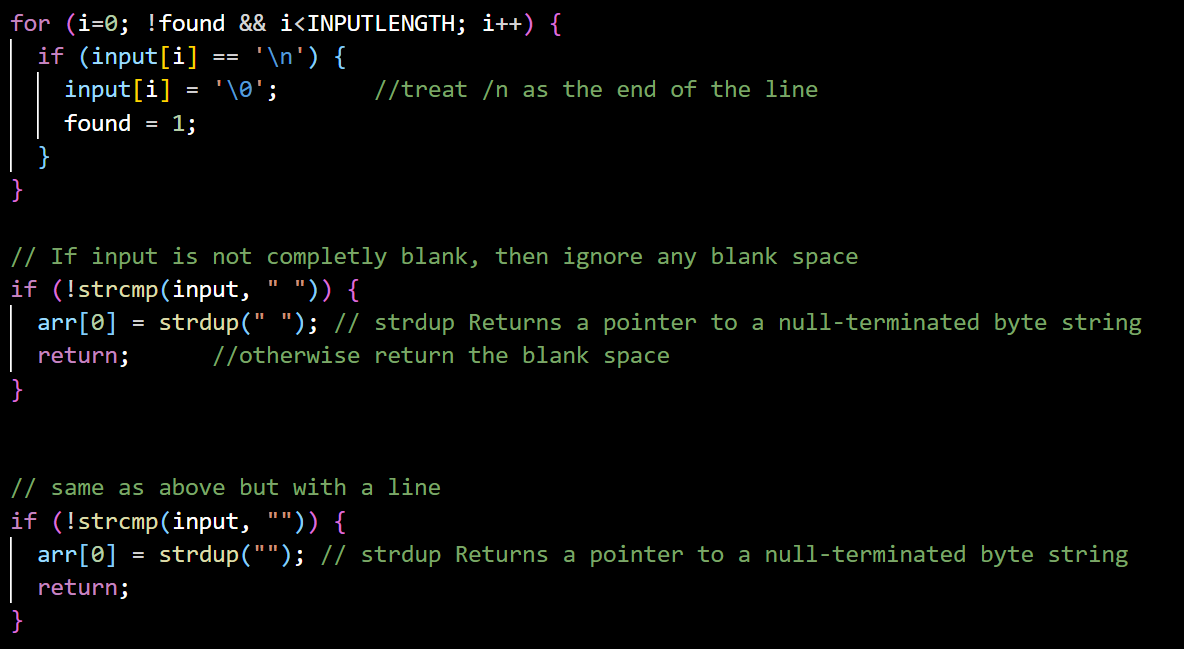 for (i=0; !found && i<INPUTLENGTH; i++) {
if (input[i] == '\n') {
input[i] = '\0'; //treat /n as the end of the line
found = 1;
}
}
// If input is not completly blank, then ignore any blank space
if (!strcmp(input, " ")) {
arr[0] = strdup(" "); // strdup Returns a pointer to a null-terminated byte string
return; //otherwise return the blank space
}
// same as above but with a line
if (!strcmp(input, "")) {
arr[0] = strdup(""); // strdup Returns a pointer to a null-terminated byte string
return;
}